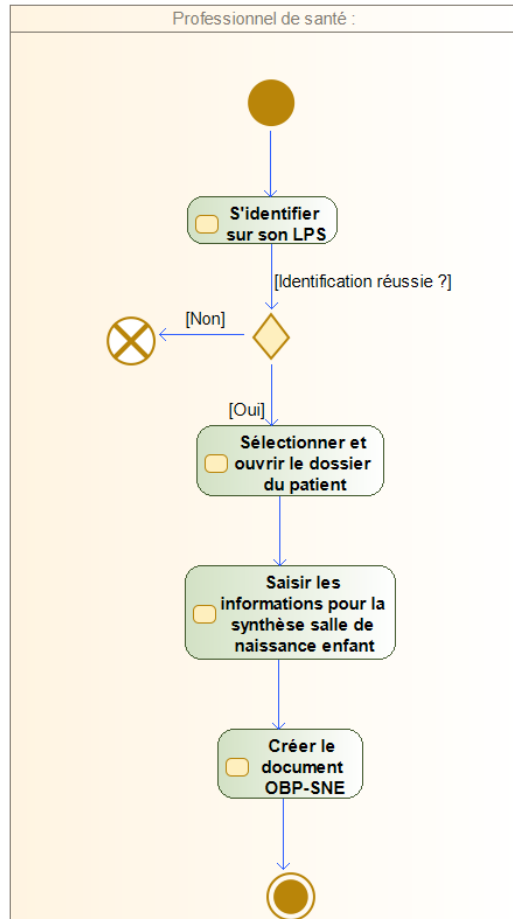 Professionnel de santé :
S'identifier
sur son LPS
[Identification réussie ?]
[Non]
[Oui]
Sélectionner et
ouvrir le dossier
du patient
Saisir les
informations pour la
synthèse salle de
naissance enfant
Créer le
document
OBP-SNE